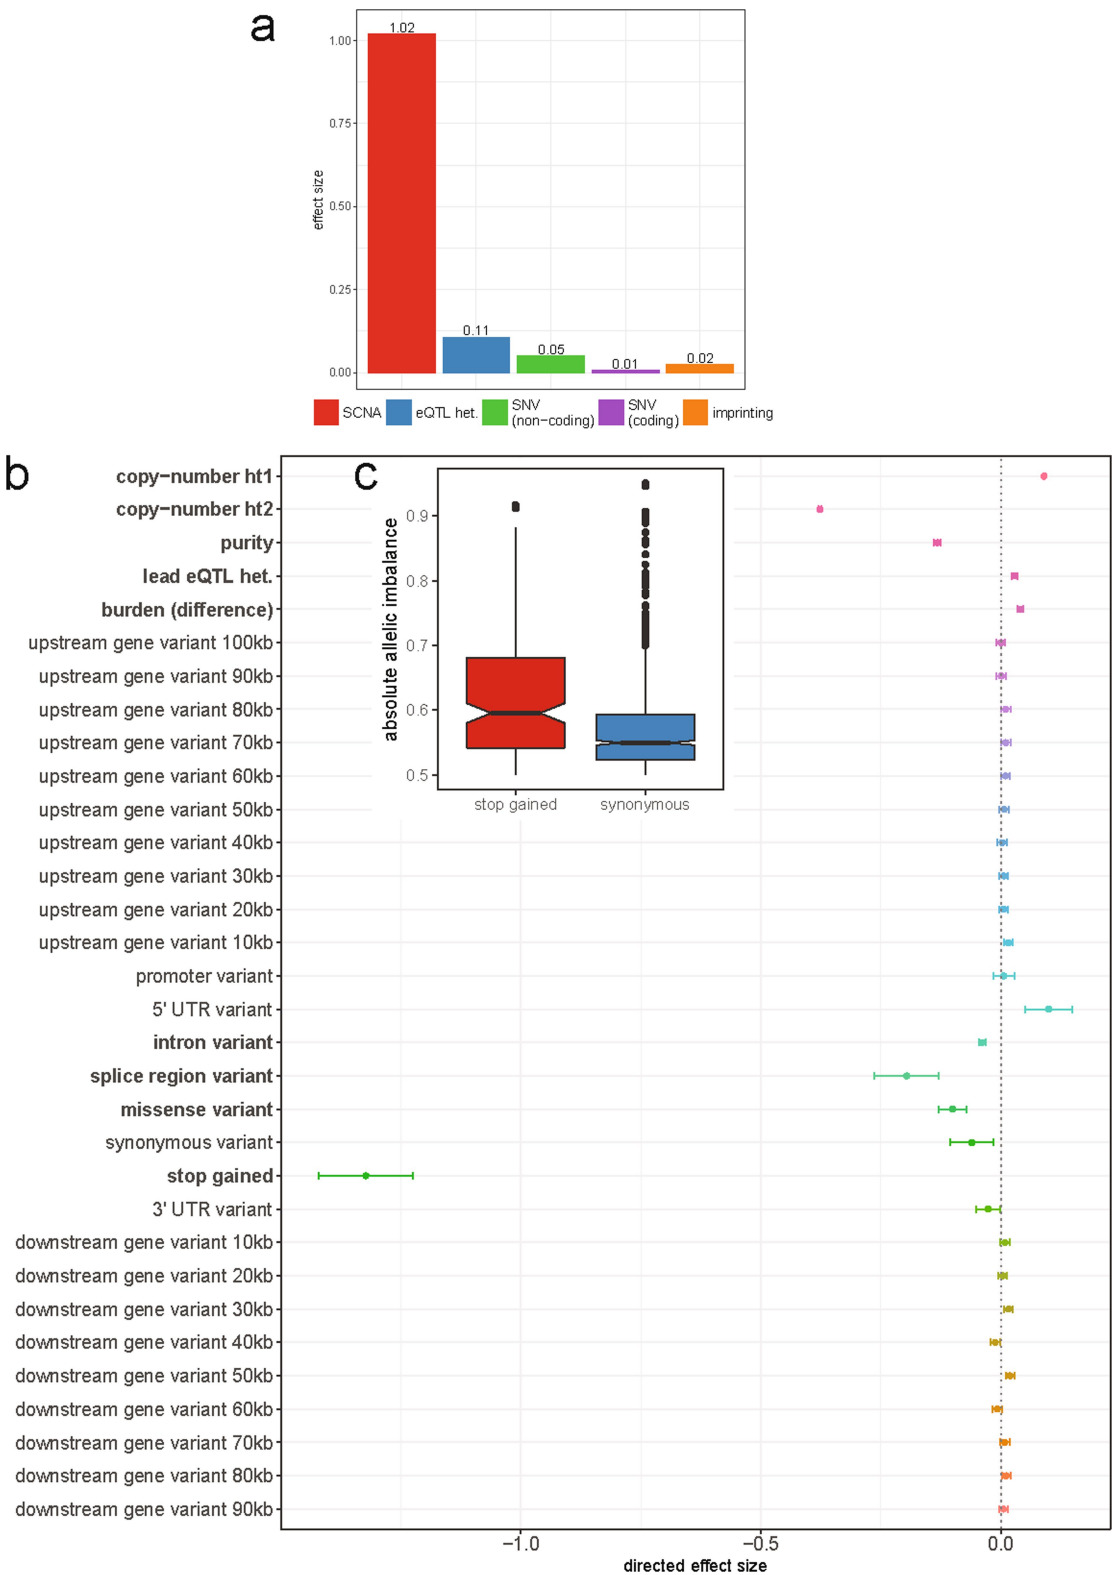 a
1.02
1.00
0.75
effect size
0.50
0.25
0.11
0.05
0.01
0.02
0.00
SCNA
eQTL het.
SNV
(non-coding)
SNV
(coding)
imprinting
b
copy−number ht1
copy−number ht2
purity
lead eQTL het.
burden (difference)
upstream gene variant 100kb
upstream gene variant 90kb
upstream gene variant 80kb
upstream gene variant 70kb
upstream gene variant 60kb
upstream gene variant 50kb
upstream gene variant 40kb
upstream gene variant 30kb
upstream gene variant 20kb
upstream gene variant 10kb
promoter variant
5' UTR variant
intron variant
splice region variant
missense variant
synonymous variant
stop gained
3' UTR variant
downstream gene variant 10kb
downstream gene variant 20kb
downstream gene variant 30kb
downstream gene variant 40kb
downstream gene variant 50kb
downstream gene variant 60kb
downstream gene variant 70kb
downstream gene variant 80kb
downstream gene variant 90kb
−1.0
−0.5
0.0
directed effect size
c
absolute allelic imbalance
0.9
0.8
0.7
0.6
0.5
stop gained
synonymous